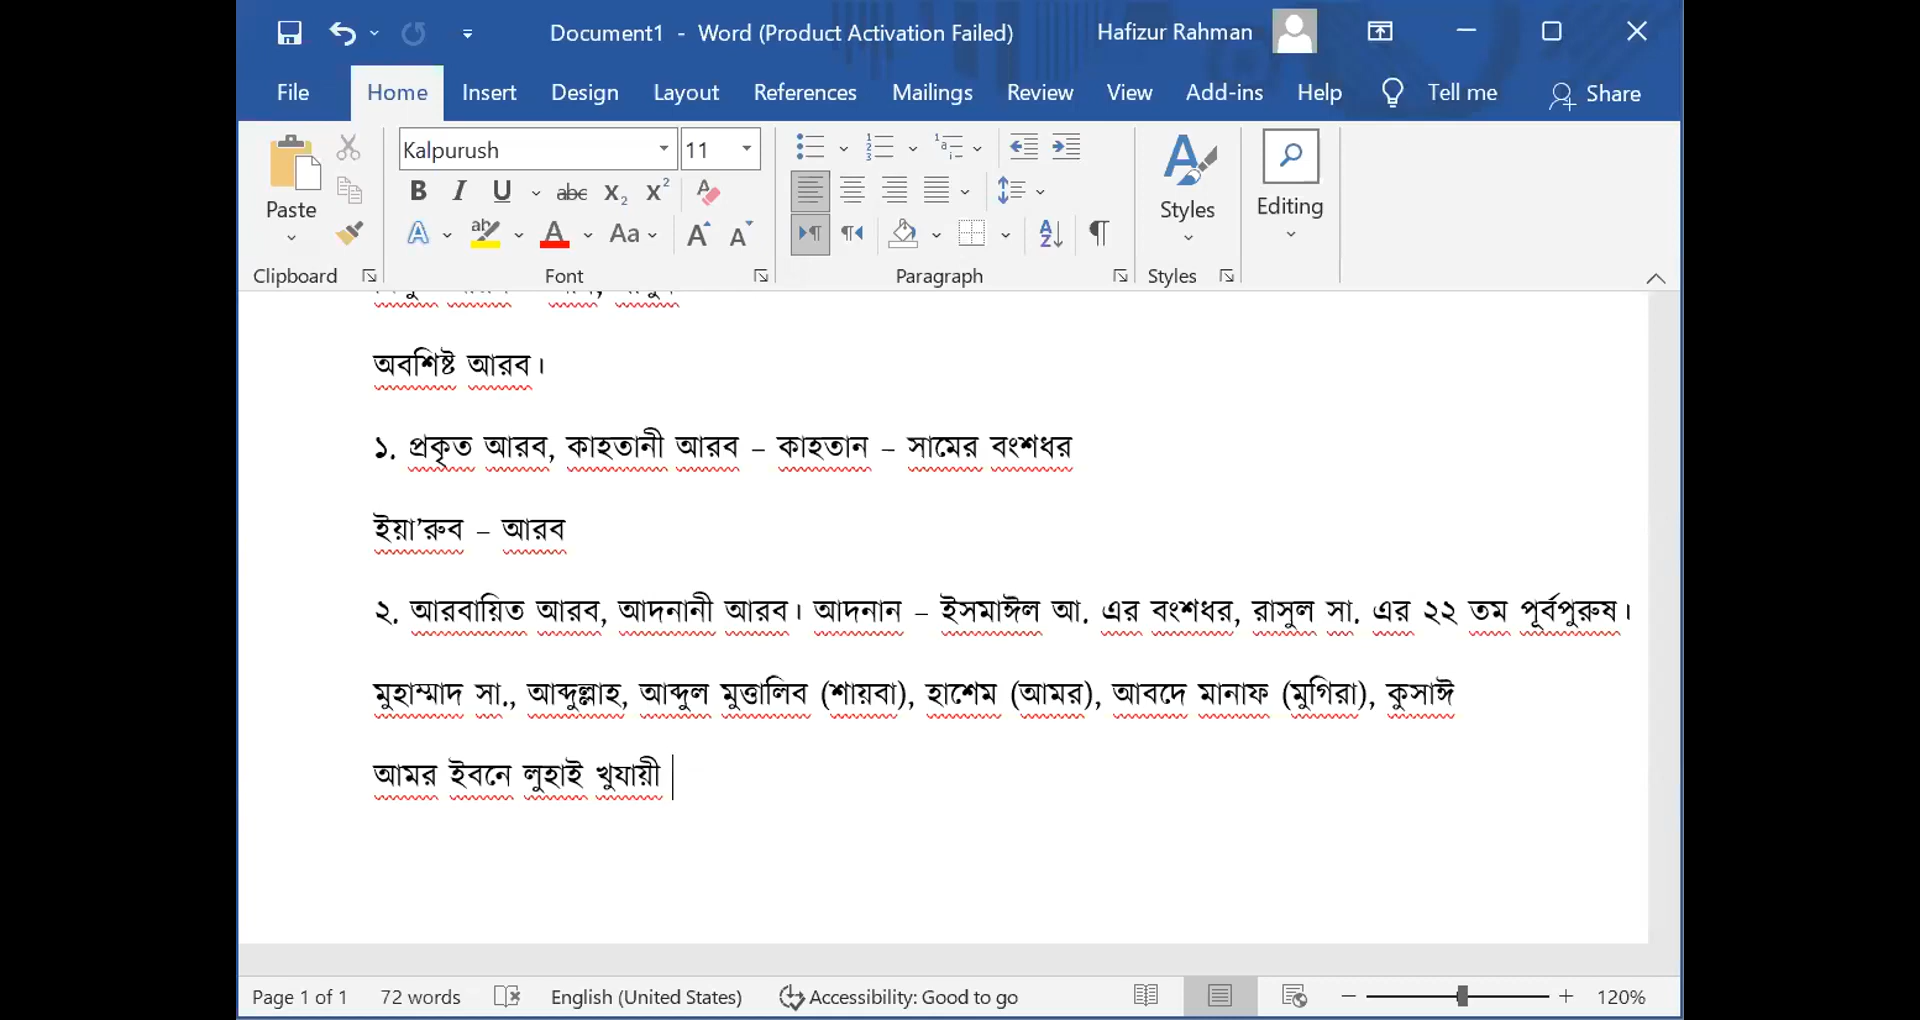 Document1 - Word (Product Activation Failed)
Hafizur Rahman
File Home Insert Design Layout References Mailings Review View Add-ins Help Tell me Share
Kalpurush 11
Paste
Styles
Editing
Clipboard Font Paragraph Styles
অবশিষ্ট আরব।
১. প্রকৃত আরব, কাহতানী আরব – কাহতান – সামের বংশধর
ইয়া’রুব – আরব
২. আরবায়িত আরব, আদনানী আরব। আদনান – ইসমাঈল আ. এর বংশধর, রাসুল সা. এর ২২ তম পূর্বপুরুষ।
মুহাম্মাদ সা., আব্দুল্লাহ, আব্দুল মুত্তালিব (শায়বা), হাশেম (আমর), আবদে মানাফ (মুগিরা), কুসাঈ
আমর ইবনে লুহাই খুযায়ী
Page 1 of 1 72 words English (United States) Accessibility: Good to go 120%